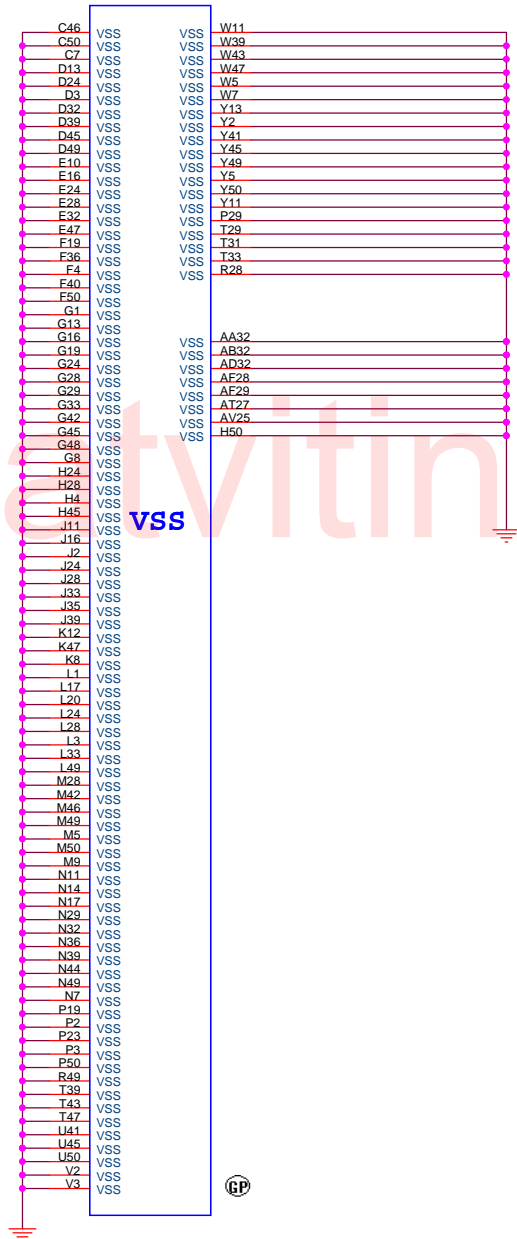 C46 VSS VSS W11
C50 VSS VSS W39
C7 VSS VSS W43
D13 VSS VSS W47
D24 VSS VSS W5
D3 VSS VSS W7
D32 VSS VSS Y13
D39 VSS VSS Y2
D45 VSS VSS Y41
D49 VSS VSS Y45
E10 VSS VSS Y49
E16 VSS VSS Y5
E24 VSS VSS Y50
E28 VSS VSS Y11
E32 VSS VSS P29
E47 VSS VSS T29
F19 VSS VSS T31
F36 VSS VSS T33
F4 VSS VSS R28
F40 VSS
F50 VSS
G1 VSS
G13 VSS
G16 VSS VSS AA32
G19 VSS VSS AB32
G24 VSS VSS AD32
G28 VSS VSS AF28
G29 VSS VSS AF29
G33 VSS VSS AT27
G42 VSS VSS AV25
G45 VSS VSS H50
G48 VSS
G8 VSS
H24 VSS
H28 VSS
H4 VSS
H45 VSS
atvitin
VSS
J11 VSS
J16 VSS
J2 VSS
J24 VSS
J28 VSS
J33 VSS
J35 VSS
J39 VSS
K12 VSS
K47 VSS
K8 VSS
L1 VSS
L17 VSS
L20 VSS
L24 VSS
L28 VSS
L3 VSS
L33 VSS
L49 VSS
M28 VSS
M42 VSS
M46 VSS
M49 VSS
M5 VSS
M50 VSS
M9 VSS
N11 VSS
N14 VSS
N17 VSS
N29 VSS
N32 VSS
N36 VSS
N39 VSS
N44 VSS
N49 VSS
N7 VSS
P19 VSS
P2 VSS
P23 VSS
P3 VSS
P50 VSS
R49 VSS
T39 VSS
T43 VSS
T47 VSS
U41 VSS
U45 VSS
U50 VSS
V2 VSS
V3 VSS
GP